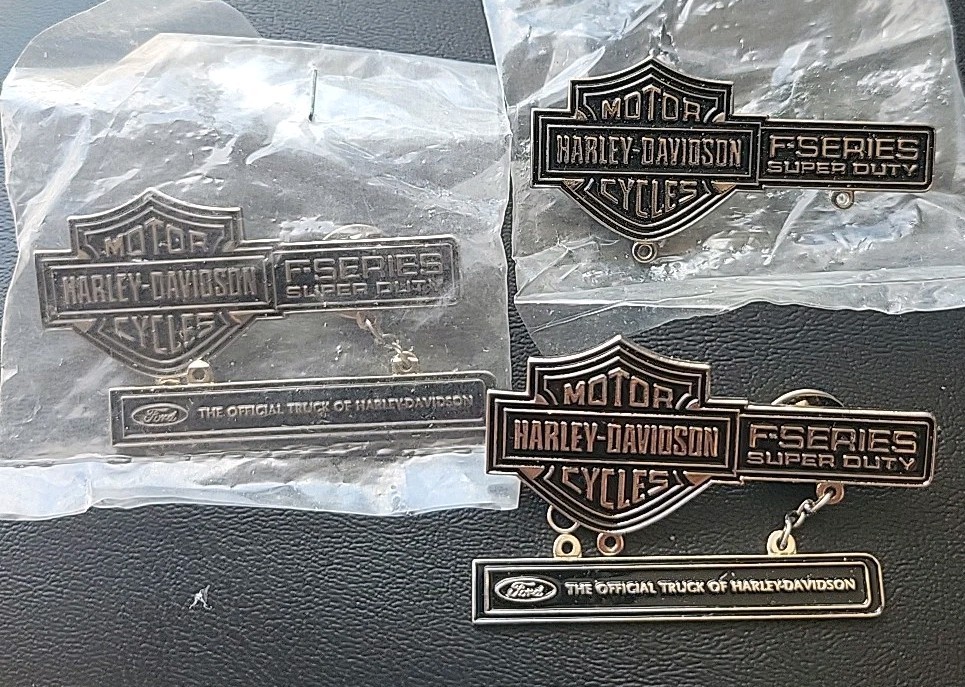 MOTOR
HARLEY-DAVIDSON
CYCLES
F-SERIES
SUPER DUTY
Ford
THE OFFICIAL TRUCK OF HARLEY-DAVIDSON
MOTOR
HARLEY-DAVIDSON
CYCLES
F-SERIES
SUPER DUTY
MOTOR
HARLEY-DAVIDSON
CYCLES
F-SERIES
SUPER DUTY
Ford
THE OFFICIAL TRUCK OF HARLEY-DAVIDSON